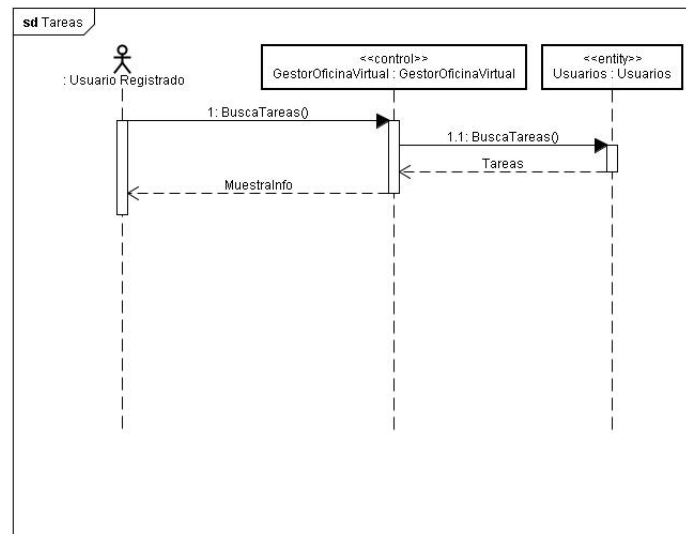 sd Tareas
: Usuario Registrado
<<control>>
GestorOficinaVirtual : GestorOficinaVirtual
<<entity>>
Usuarios : Usuarios
1: BuscaTareas()
1.1: BuscaTareas()
Tareas
MuestraInfo